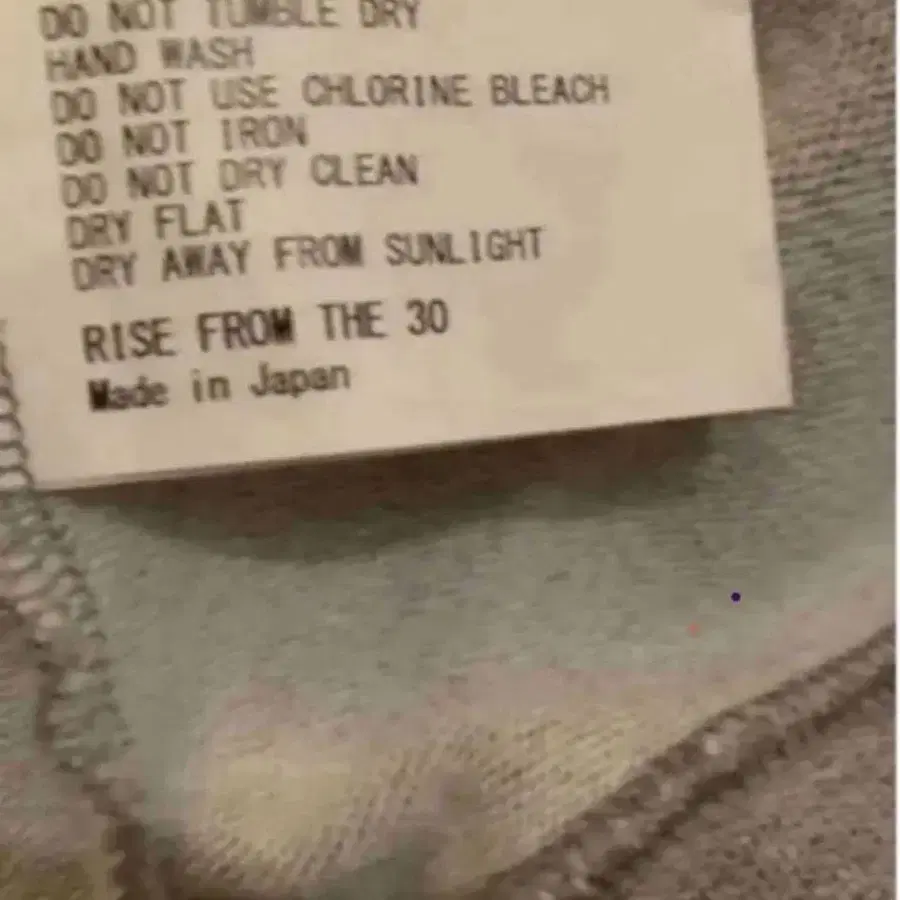 DO NOT TUMBLE DRY
HAND WASH
DO NOT USE CHLORINE BLEACH
DO NOT IRON
DO NOT DRY CLEAN
DRY FLAT
DRY AWAY FROM SUNLIGHT
RISE FROM THE 30
Made in Japan